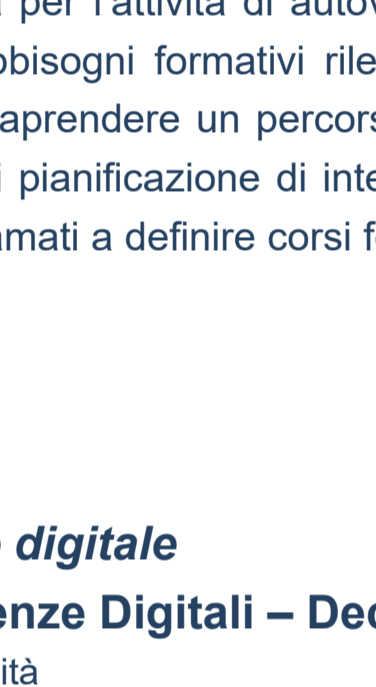 per l'attività di autov
bisogni formativi rile
aprendere un percors
pianificazione di inte
mati a definire corsi f
digitale
enze Digitali – Dec
ità